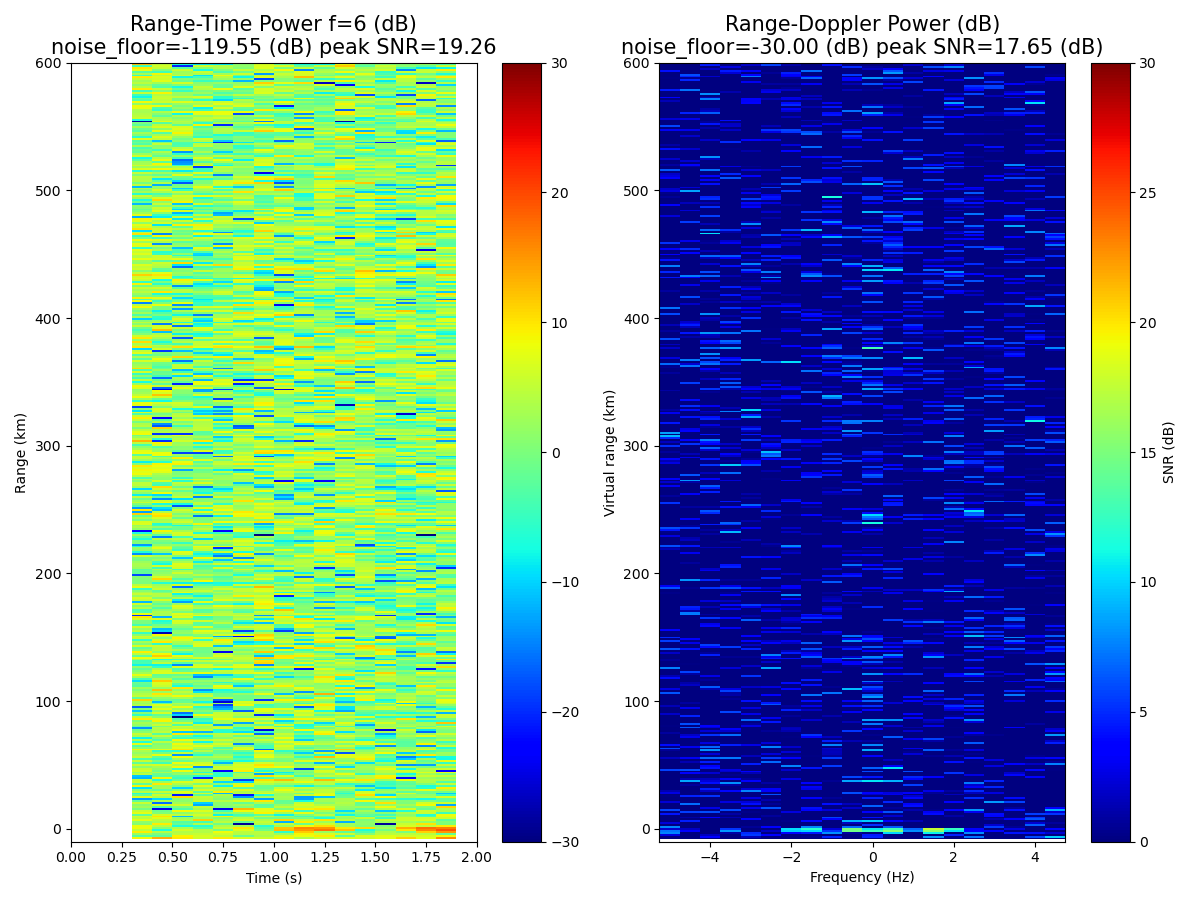 Range-Time Power f=6 (dB)
noise_floor=-119.55 (dB) peak SNR=19.26
600
500
400
300
200
100
0
Range (km)
0.00 0.25 0.50 0.75 1.00 1.25 1.50 1.75 2.00
Time (s)
30
20
10
0
−10
−20
−30
Range-Doppler Power (dB)
noise_floor=-30.00 (dB) peak SNR=17.65 (dB)
600
500
400
300
200
100
0
Virtual range (km)
−4 −2 0 2 4
Frequency (Hz)
30
25
20
15
10
5
0
SNR (dB)